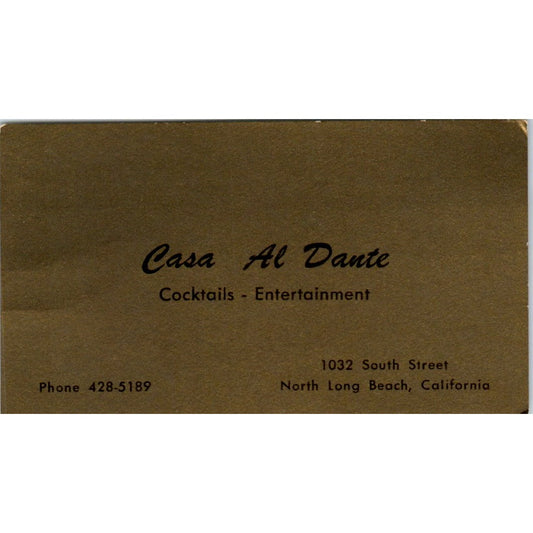 Casa Al Dante
Cocktails - Entertainment
1032 South Street
Phone 428-5189
North Long Beach, California